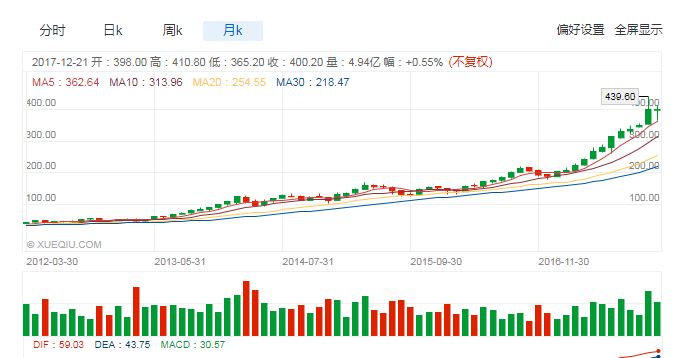 分时 日k 周k 月k 偏好设置 全屏显示
2017-12-21 开：398.00 高：410.80 低：365.20 收：400.20 量：4.94亿 幅：+0.55% (不复权)
MA5：362.64 MA10：313.96 MA20：254.55 MA30：218.47
439.60
400.00 400.00
300.00 300.00
200.00 200.00
100.00 100.00
© XUEQIU.COM
2012-03-30 2013-05-31 2014-07-31 2015-09-30 2016-11-30
DIF：59.03 DEA：43.75 MACD：30.57